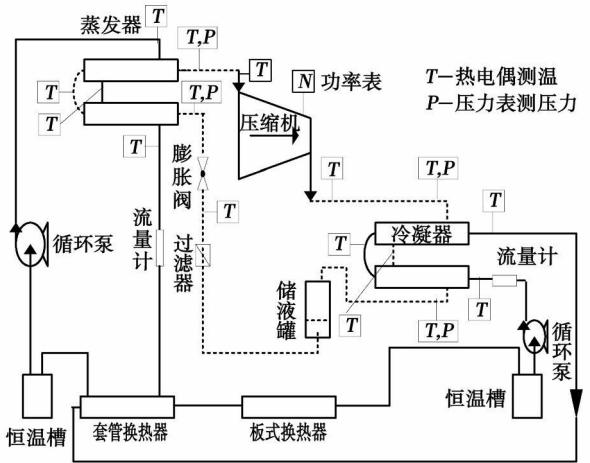 蒸发器
T
T,P
T
N 功率表
T—热电偶测温
P—压力表测压力
T
T,P
T
压缩机
T
膨胀阀
T
T,P
T
T
循环泵
流量计
过滤器
冷凝器
T
流量计
储液罐
T
T
T,P
循环泵
恒温槽
套管换热器
板式换热器
恒温槽